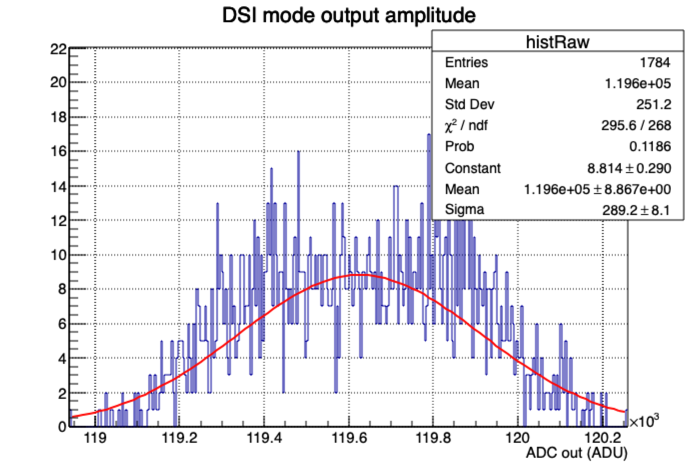 DSI mode output amplitude
histRaw
Entries 1784
Mean 1.196e+05
Std Dev 251.2
χ² / ndf 295.6 / 268
Prob 0.1186
Constant 8.814 ± 0.290
Mean 1.196e+05 ± 8.867e+00
Sigma 289.2 ± 8.1
22
20
18
16
14
12
10
8
6
4
2
0
119 119.2 119.4 119.6 119.8 120 120.2 ×10³
ADC out (ADU)